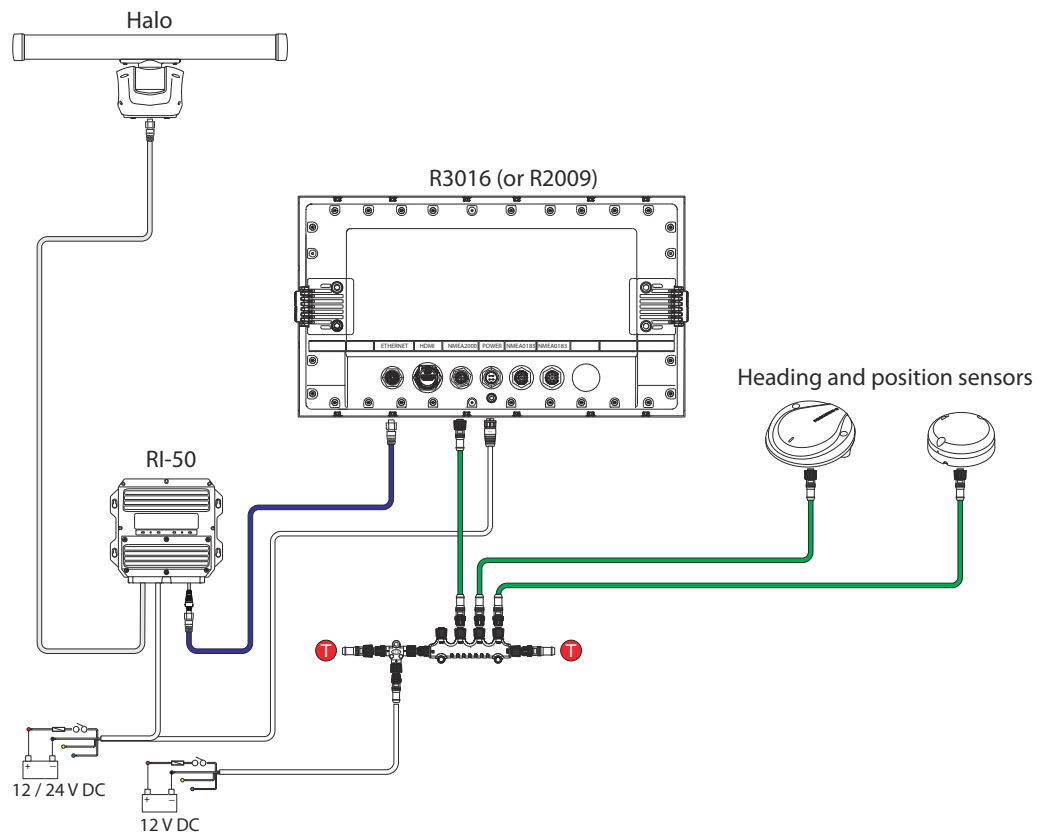 Halo
R3016 (or R2009)
ETHERNET HDMI NMEA2000 POWER NMEA0183 NMEA0183
Heading and position sensors
RI-50
T T
+ −
12 / 24 V DC
+ −
12 V DC